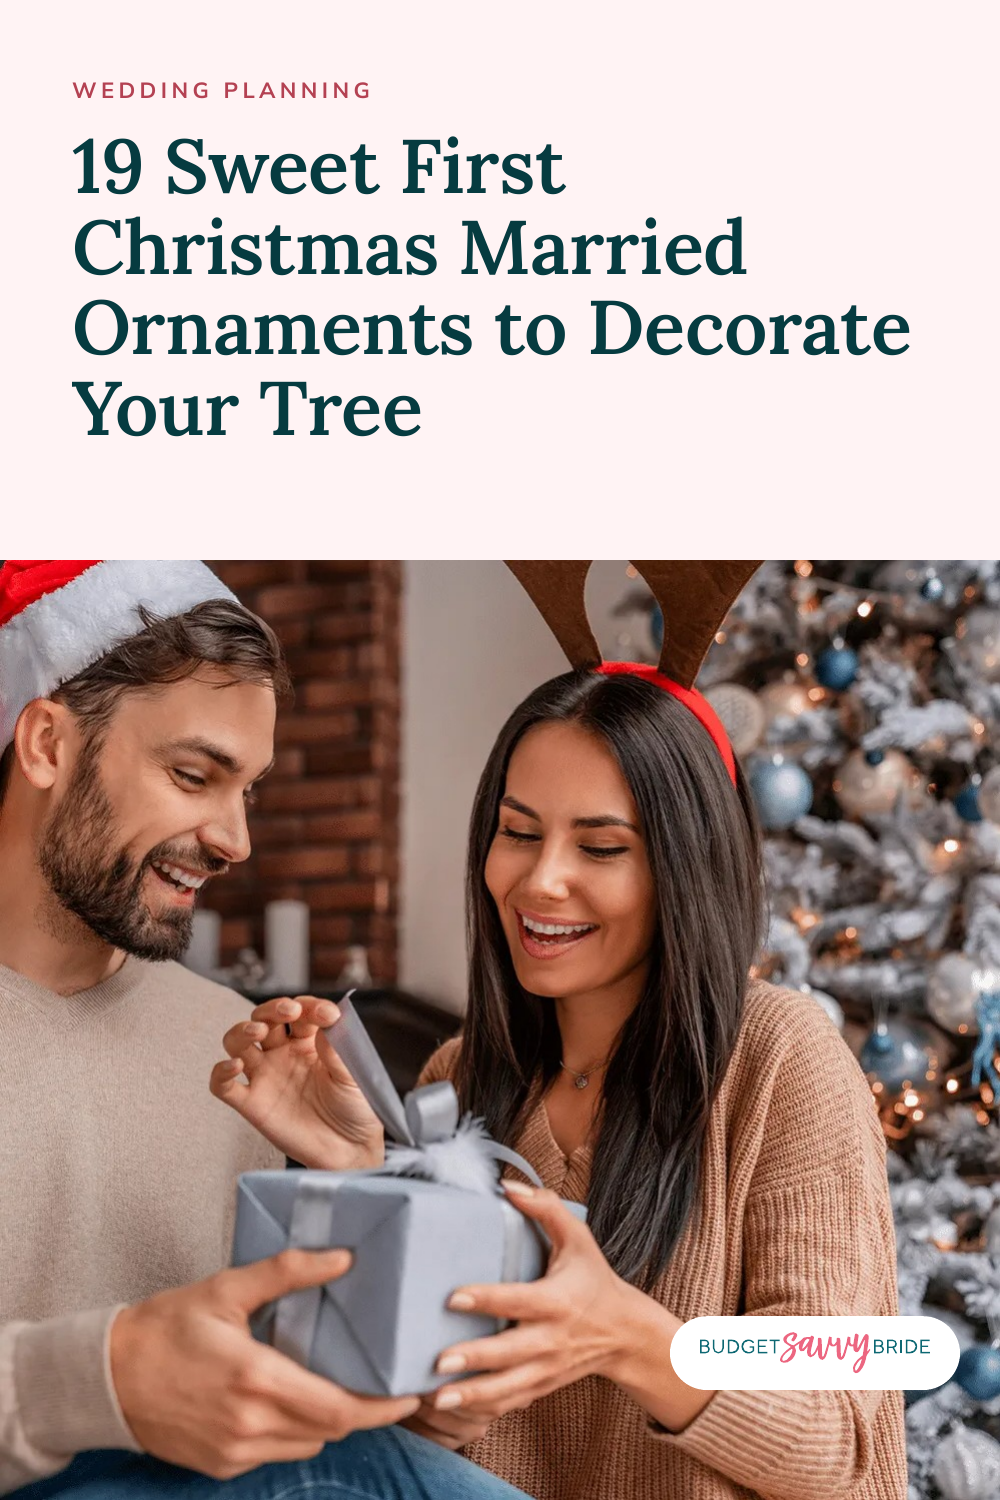 WEDDING PLANNING
19 Sweet First
Christmas Married
Ornaments to Decorate
Your Tree
BUDGET savvy BRIDE